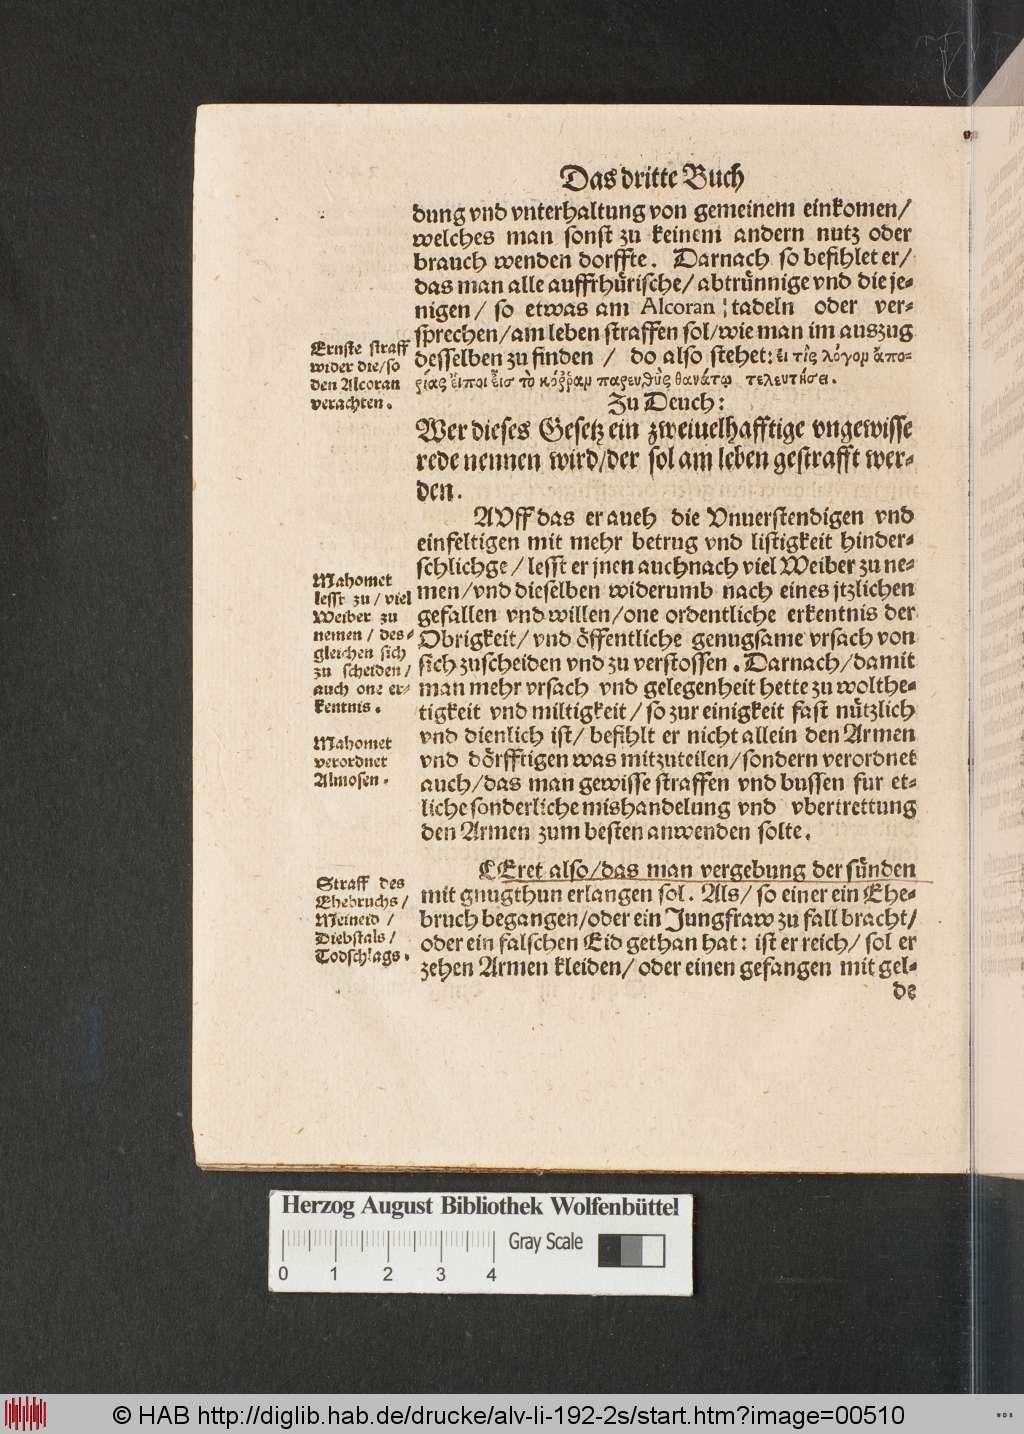 Das dritte Buch
dung vnd vnterhaltung von gemeinem einkomen/
welches man sonst zu keinem andern nutz oder
brauch wenden dorffte. Darnach so befihlet er/
das man alle auffrhürische/ abtrünnige vnd die je-
nigen/ so etwas am Alcoran tadeln oder ver-
sprechen/am leben straffen sol/wie man im auszug
desselben zu finden / do also stehet: ἔι τὶς λόγομ ἄπο-
Zu Deuch:
Wer dieses Gesetz ein zweiuelhafftige vngewisse
rede nennen wird/der sol am leben gestrafft wer-
den.
Ernste straff
wider die/so
den Alcoran
verachten.
AVff das er aueh die Vnuerstendigen vnd
einfeltigen mit mehr betrug vnd listigkeit hinder-
schlichge/ lesst er jnen auchnach viel Weiber zu ne-
men/vnd dieselben widerumb nach eines jtzlichen
gefallen vnd willen/one ordentliche erkentnis der
Obrigkeit/ vnd öffentliche genugsame vrsach von
sich zuscheiden vnd zu verstossen. Darnach/damit
man mehr vrsach vnd gelegenheit hette zu wolthe-
tigkeit vnd miltigkeit/ so zur einigkeit fast nützlich
vnd dienlich ist/ befihlt er nicht allein den Armen
vnd dörfftigen was mitzuteilen/sondern verordnet
auch/das man gewisse straffen vnd bussen fur et-
liche sonderliche mishandelung vnd vbertrettung
den Armen zum besten anwenden solte.
Mahomet
lesst zu/ viel
Weiber zu
nemen/ des-
gleichen sich
zu scheiden/
auch one er-
kentnis.
Mahomet
verordnet
Almosen.
LEret also/das man vergebung der sünden
mit gnugthun erlangen sol. Als/ so einer ein Ehe-
bruch begangen/oder ein Jungfraw zu fall bracht/
oder ein falschen Eid gethan hat: ist er reich/ sol er
zehen Armen kleiden/ oder einen gefangen mit gel-
de
Straff des
Ehebruchs/
Meineid/
Diebstals/
Todschlags.
Herzog August Bibliothek Wolfenbüttel
Gray Scale
0 1 2 3 4
© HAB http://diglib.hab.de/drucke/alv-li-192-2s/start.htm?image=00510